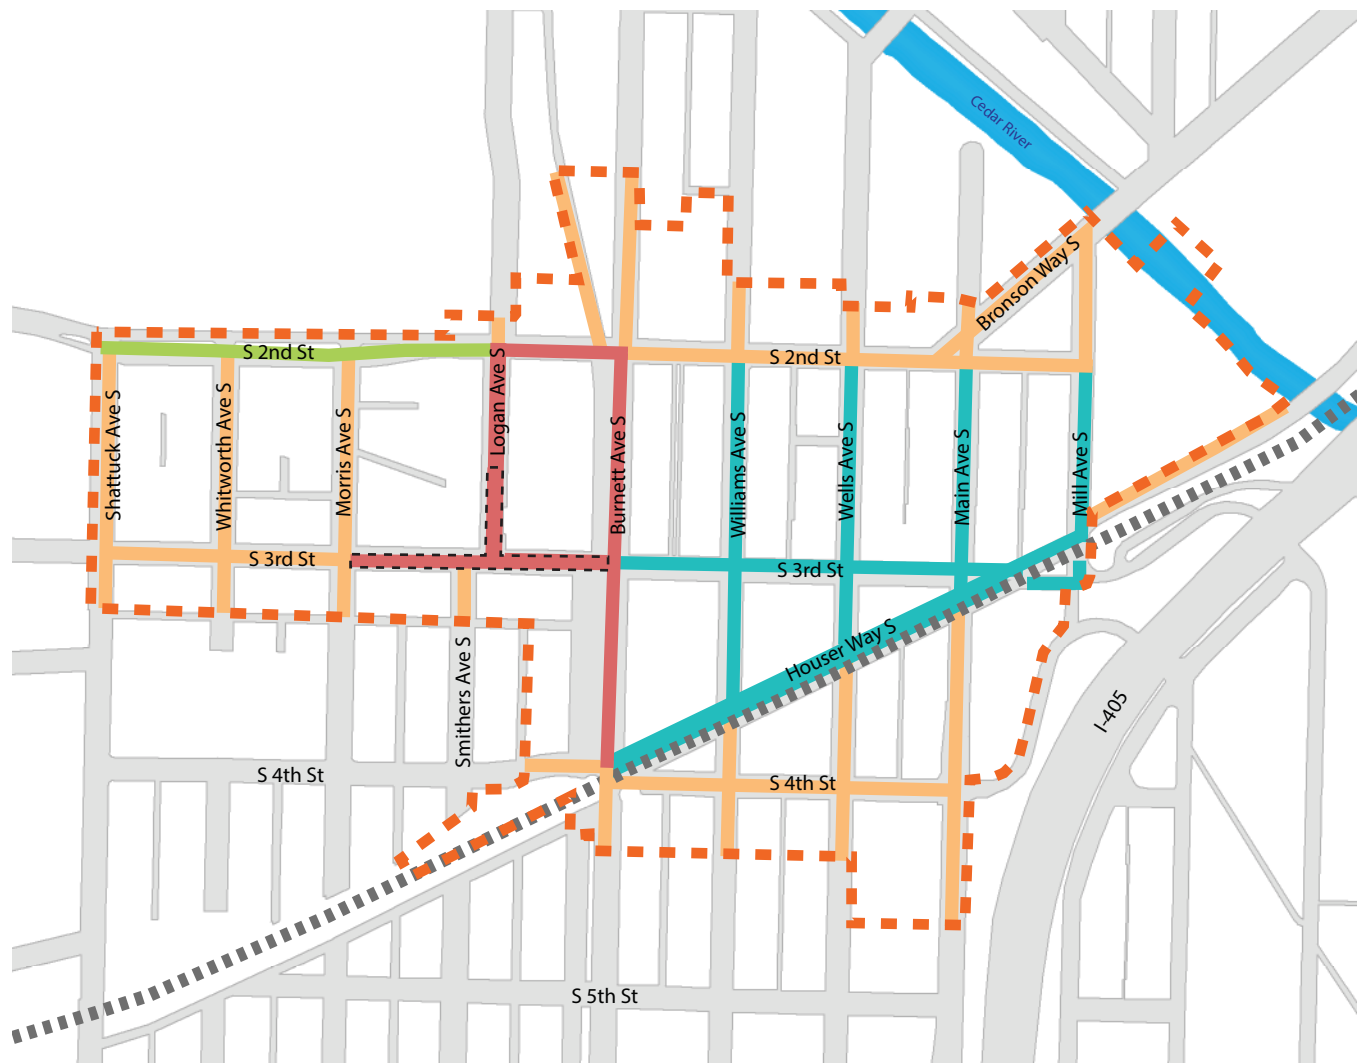 Cedar River
Bronson Way S
S 2nd St
S 2nd St
Logan Ave S
Shattuck Ave S
Whitworth Ave S
Morris Ave S
Burnett Ave S
Williams Ave S
Wells Ave S
Main Ave S
Mill Ave S
S 3rd St
S 3rd St
Houser Way S
Smithers Ave S
I-405
S 4th St
S 4th St
S 5th St